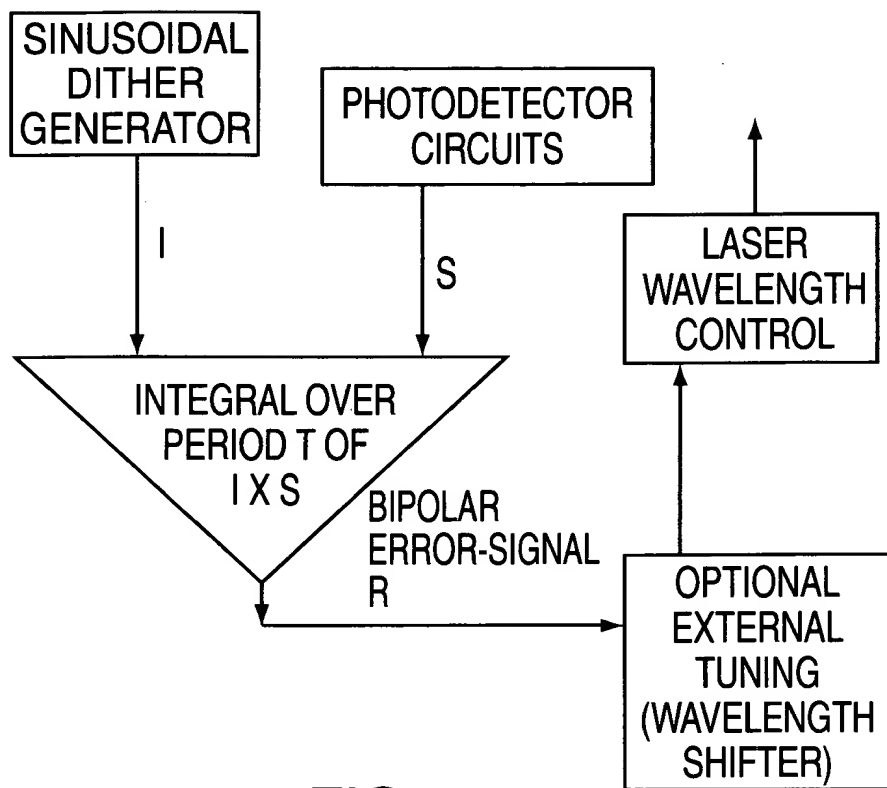 SINUSOIDAL
DITHER
GENERATOR
PHOTODETECTOR
CIRCUITS
I
S
LASER
WAVELENGTH
CONTROL
INTEGRAL OVER
PERIOD T OF
I X S
BIPOLAR
ERROR-SIGNAL
R
OPTIONAL
EXTERNAL
TUNING
(WAVELENGTH
SHIFTER)